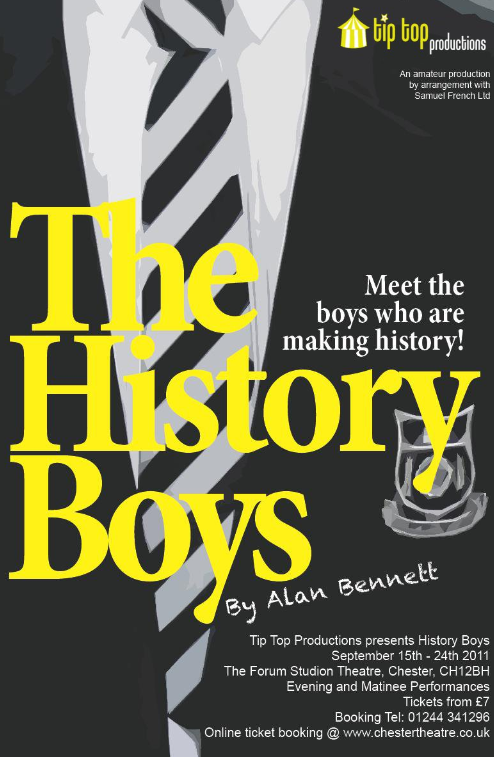 tip top productions
An amateur production
by arrangement with
Samuel French Ltd
The
History
Boys
Meet the
boys who are
making history!
By Alan Bennett
Tip Top Productions presents History Boys
September 15th - 24th 2011
The Forum Studion Theatre, Chester, CH12BH
Evening and Matinee Performances
Tickets from £7
Booking Tel: 01244 341296
Online ticket booking @ www.chestertheatre.co.uk